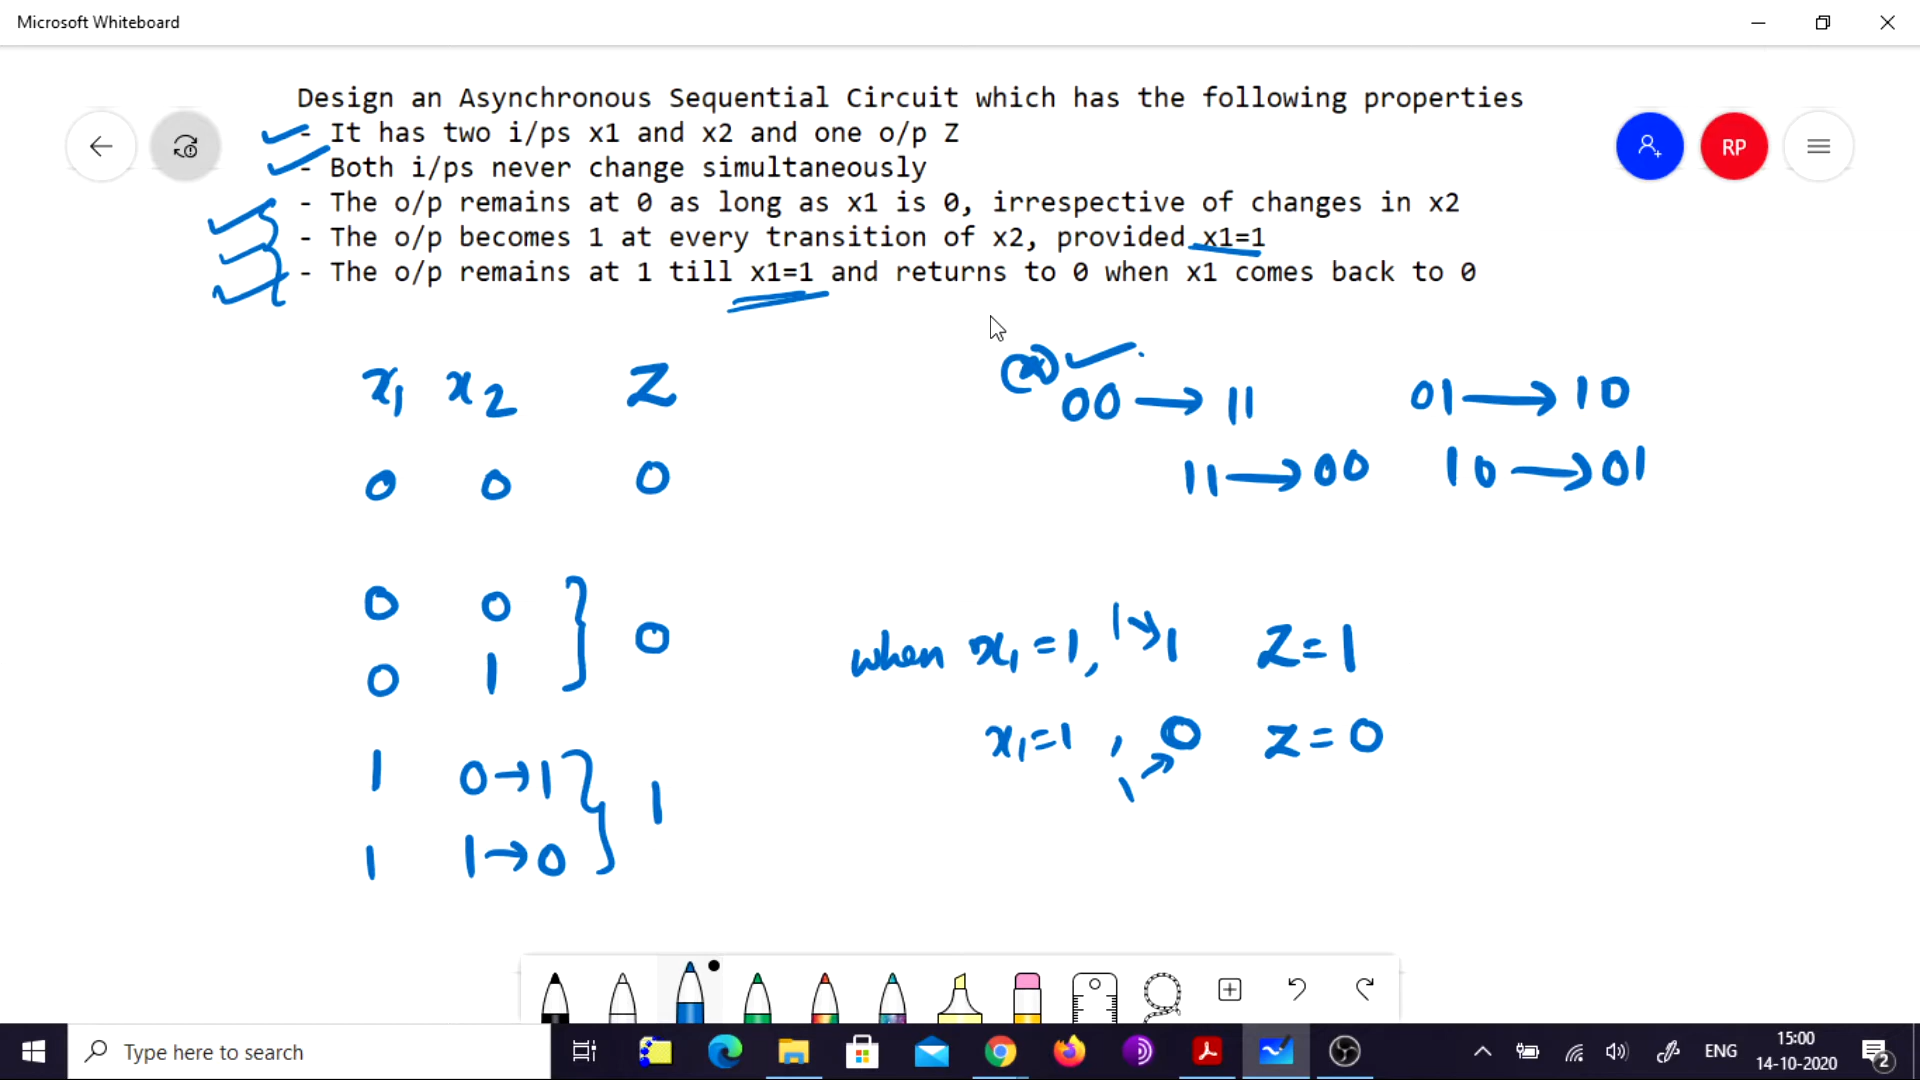 Microsoft Whiteboard
Design an Asynchronous Sequential Circuit which has the following properties
- It has two i/ps x1 and x2 and one o/p Z
- Both i/ps never change simultaneously
- The o/p remains at 0 as long as x1 is 0, irrespective of changes in x2
- The o/p becomes 1 at every transition of x2, provided x1=1
- The o/p remains at 1 till x1=1 and returns to 0 when x1 comes back to 0
RP
x1 x2 Z
0 0 0
0 0
0 1
0
1 0→1
1 1→0
1
(x)
00 → 11
01 → 10
11 → 00
10 → 01
when x1 = 1, 1→1 Z = 1
x1 = 1, 1→0 Z = 0
Type here to search
ENG
15:00
14-10-2020
2